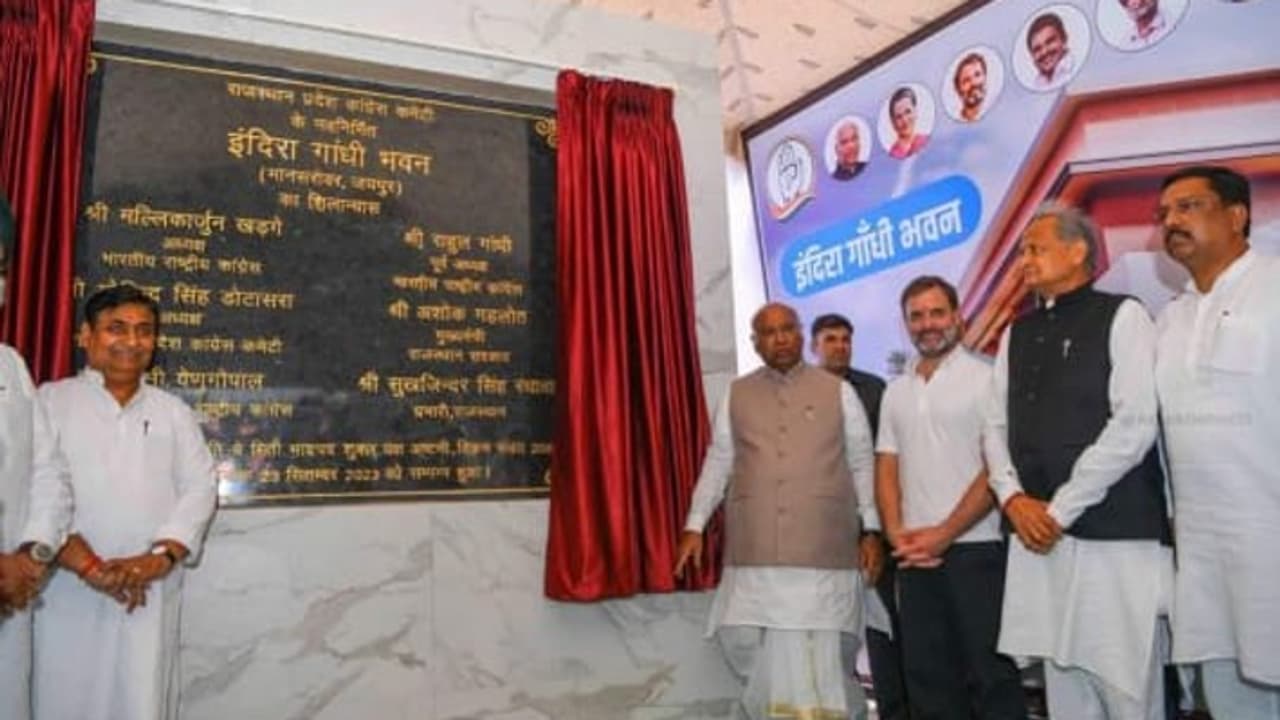 राजस्थान प्रदेश कांग्रेस कमेटी
के नवनिर्मित
इंदिरा गांधी भवन
(मानसरोवर, जयपुर)
का शिलान्यास
श्री मल्लिकार्जुन खड़गे
अध्यक्ष
भारतीय राष्ट्रीय कांग्रेस
श्री राहुल गांधी
पूर्व अध्यक्ष
भारतीय राष्ट्रीय कांग्रेस
सिंह डोटासरा
अध्यक्ष
कांग्रेस कमेटी
श्री अशोक गहलोत
मुख्यमंत्री
राजस्थान सरकार
वेणुगोपाल
कांग्रेस
श्री सुखजिन्दर सिंह
प्रभारी, राजस्थान
23 सितम्बर 2023 को सम्पन्न हुआ।
इंदिरा गाँधी भवन